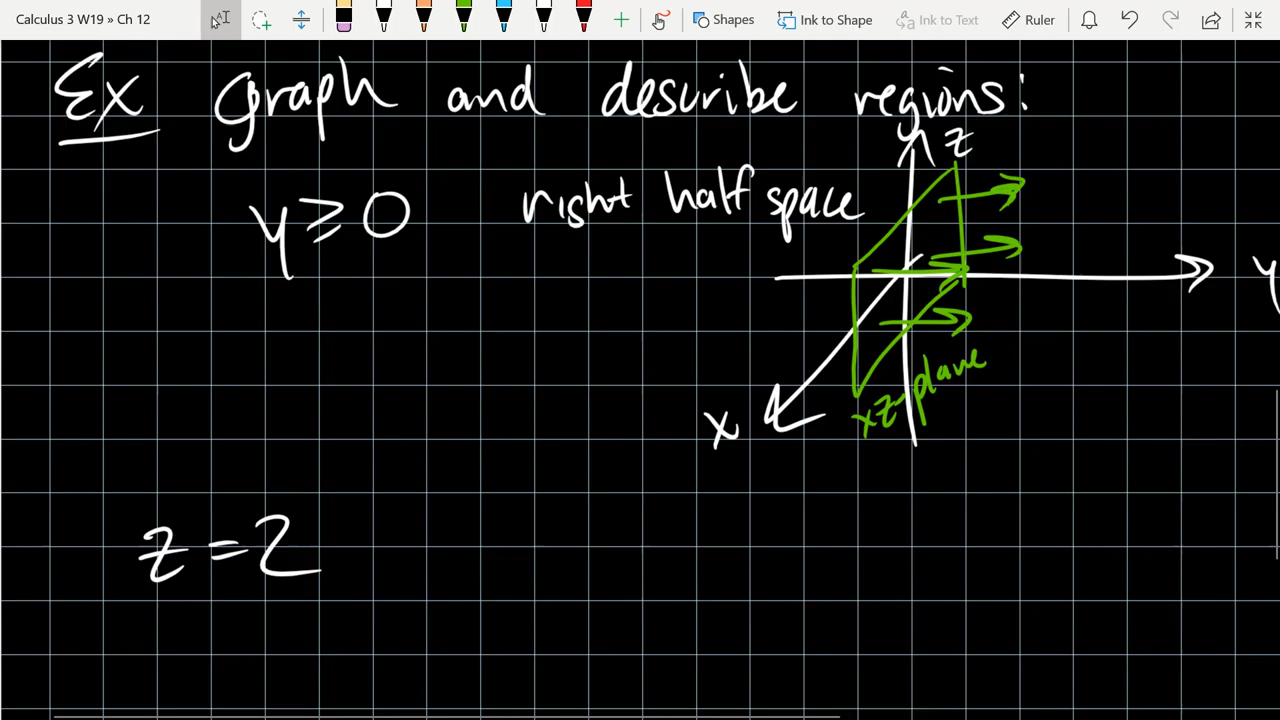 Calculus 3 W19 » Ch 12
Shapes
Ink to Shape
Ink to Text
Ruler
Ex graph and describe regions:
y ≥ 0 right half space
z
y
x
xz-plane
z = 2